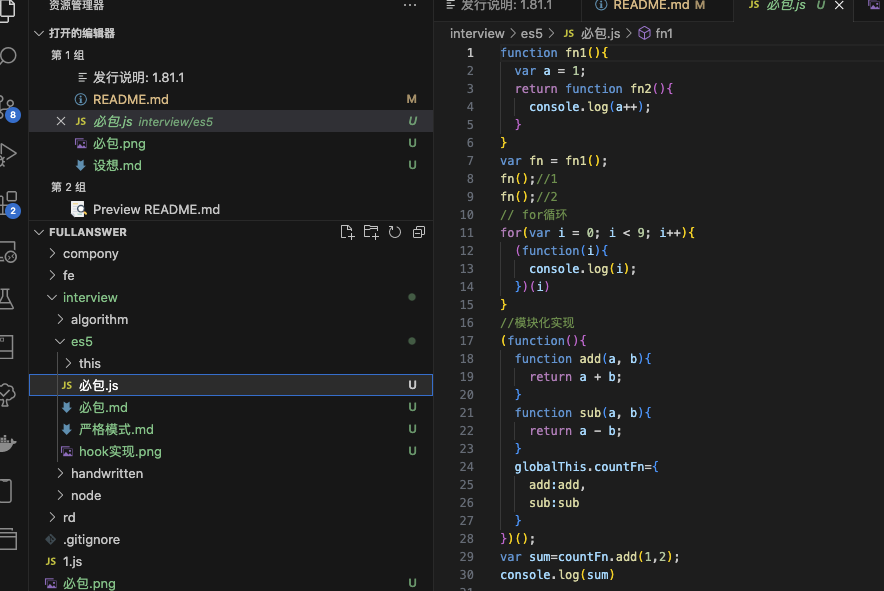 资源管理器
···
打开的编辑器
第 1 组
发行说明: 1.81.1
README.md M
JS 必包.js interview/es5 U
必包.png U
设想.md U
第 2 组
Preview README.md
FULLANSWER
compony
fe
interview
algorithm
es5
this
JS 必包.js U
必包.md U
严格模式.md U
hook实现.png U
handwritten
node
rd
.gitignore
JS 1.js
必包.png U
8
2
发行说明: 1.81.1
README.md M
JS 必包.js U
interview > es5 > JS 必包.js > fn1
1 function fn1(){
2 var a = 1;
3 return function fn2(){
4 console.log(a++);
5 }
6 }
7 var fn = fn1();
8 fn();//1
9 fn();//2
10 // for循环
11 for(var i = 0; i < 9; i++){
12 (function(i){
13 console.log(i);
14 })(i)
15 }
16 //模块化实现
17 (function(){
18 function add(a, b){
19 return a + b;
20 }
21 function sub(a, b){
22 return a - b;
23 }
24 globalThis.countFn={
25 add:add,
26 sub:sub
27 }
28 })();
29 var sum=countFn.add(1,2);
30 console.log(sum)